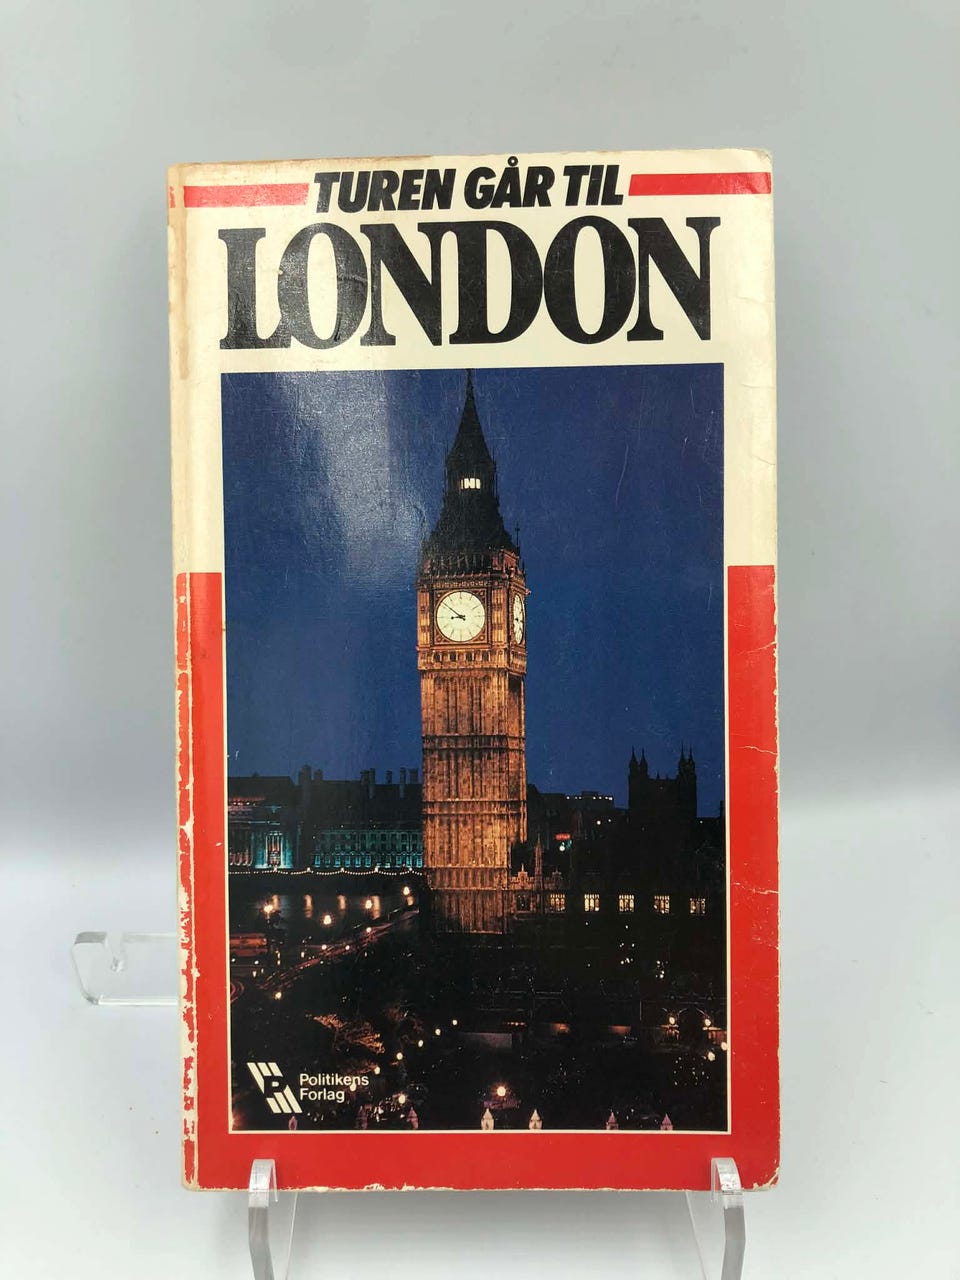 TUREN GÅR TIL
LONDON
Politikens
Forlag